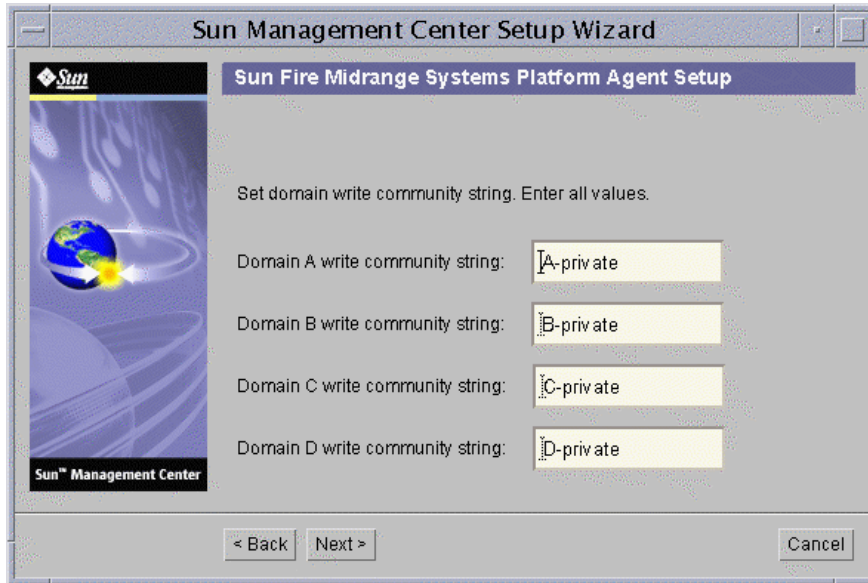 Sun Management Center Setup Wizard
Sun
Sun Fire Midrange Systems Platform Agent Setup
Set domain write community string. Enter all values.
Domain A write community string: A-private
Domain B write community string: B-private
Domain C write community string: C-private
Domain D write community string: D-private
Sun™ Management Center
< Back Next > Cancel